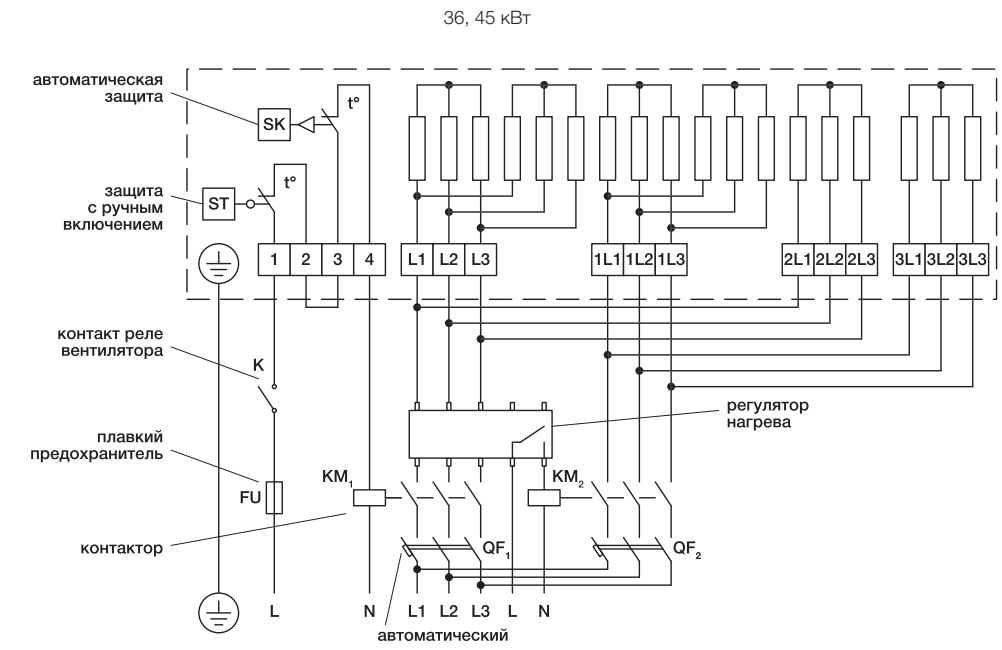 36, 45 кВт
автоматическая
защита
SK
t°
защита
с ручным
включением
ST
t°
1 2 3 4
L1 L2 L3
1L1 1L2 1L3
2L1 2L2 2L3
3L1 3L2 3L3
контакт реле
вентилятора
K
регулятор
нагрева
плавкий
предохранитель
FU
KM1
KM2
контактор
QF1
QF2
L N L1 L2 L3 L N
автоматический